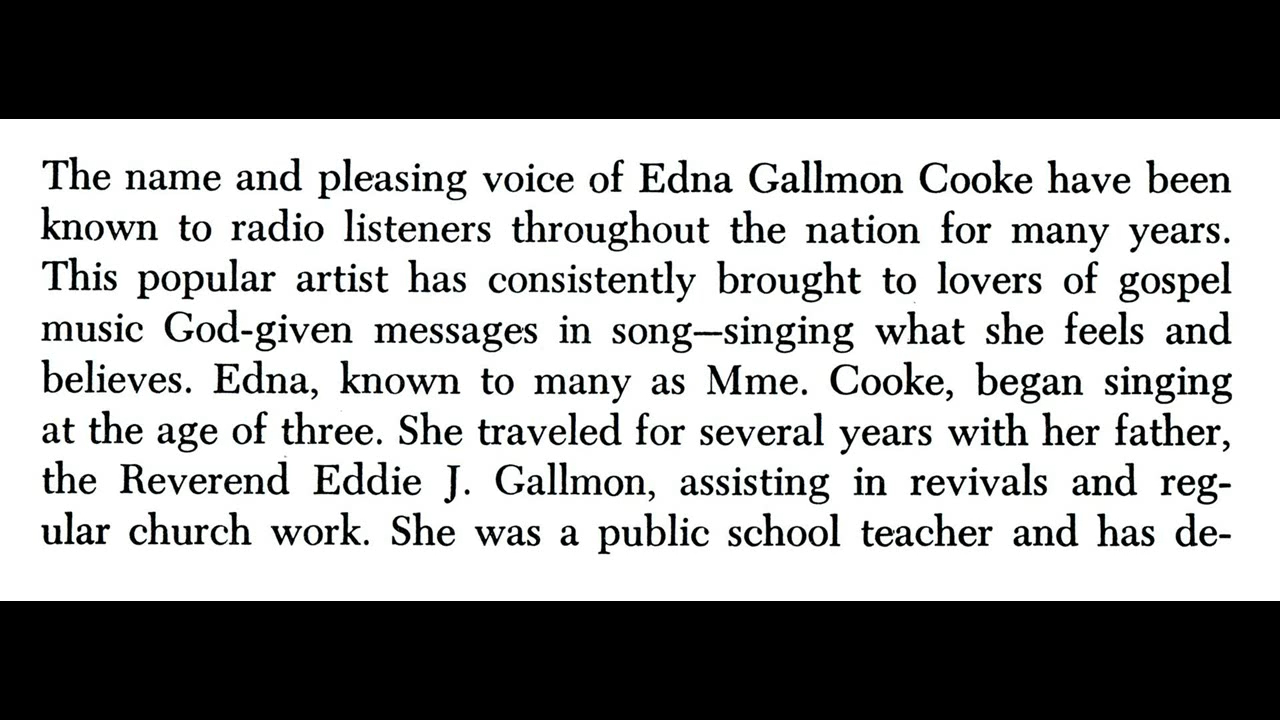 The name and pleasing voice of Edna Gallmon Cooke have been
known to radio listeners throughout the nation for many years.
This popular artist has consistently brought to lovers of gospel
music God-given messages in song—singing what she feels and
believes. Edna, known to many as Mme. Cooke, began singing
at the age of three. She traveled for several years with her father,
the Reverend Eddie J. Gallmon, assisting in revivals and reg-
ular church work. She was a public school teacher and has de-